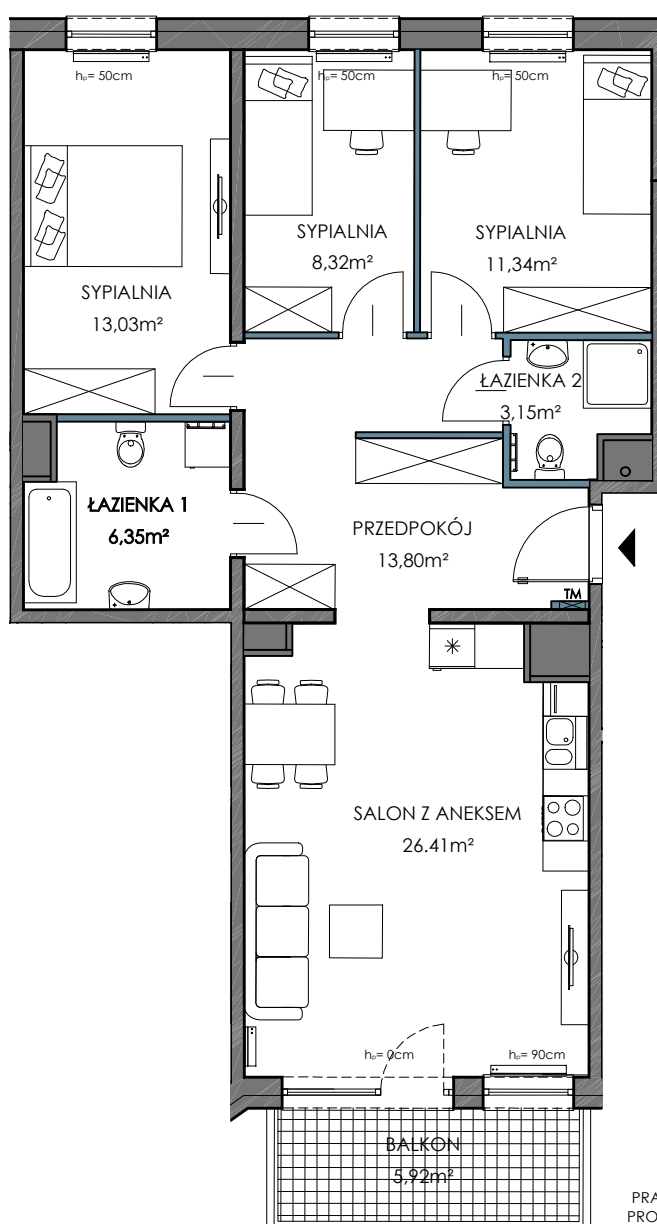 hₚ= 50cm
hₚ= 50cm
hₚ= 50cm
SYPIALNIA
8,32m²
SYPIALNIA
11,34m²
SYPIALNIA
13,03m²
ŁAZIENKA 2
3,15m²
ŁAZIENKA 1
6,35m²
PRZEDPOKÓJ
13,80m²
TM
SALON Z ANEKSEM
26.41m²
hₚ= 0cm
hₚ= 90cm
BALKON
5,92m²
PRA
PRO